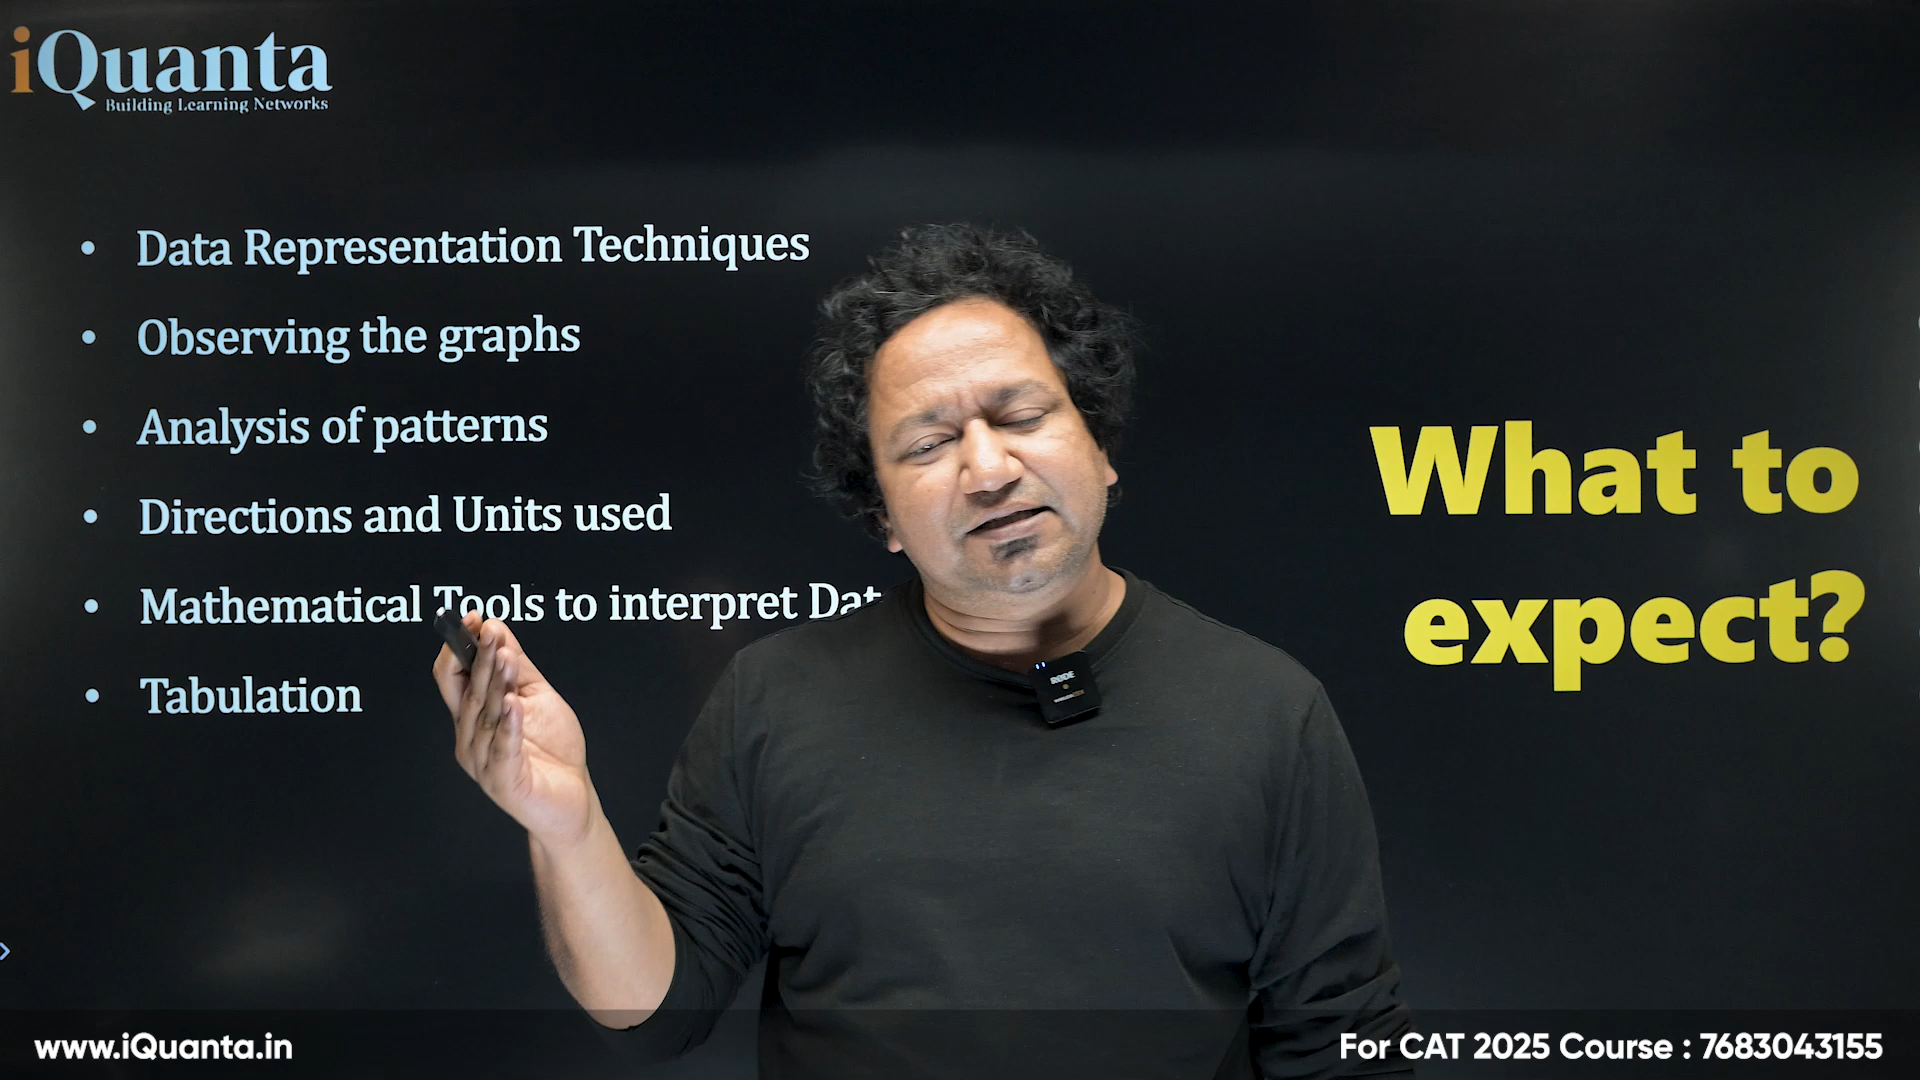 iQuanta
Building Learning Networks
• Data Representation Techniques
• Observing the graphs
• Analysis of patterns
• Directions and Units used
• Mathematical Tools to interpret Dat
• Tabulation
What to
expect?
RØDE
www.iQuanta.in
For CAT 2025 Course : 7683043155